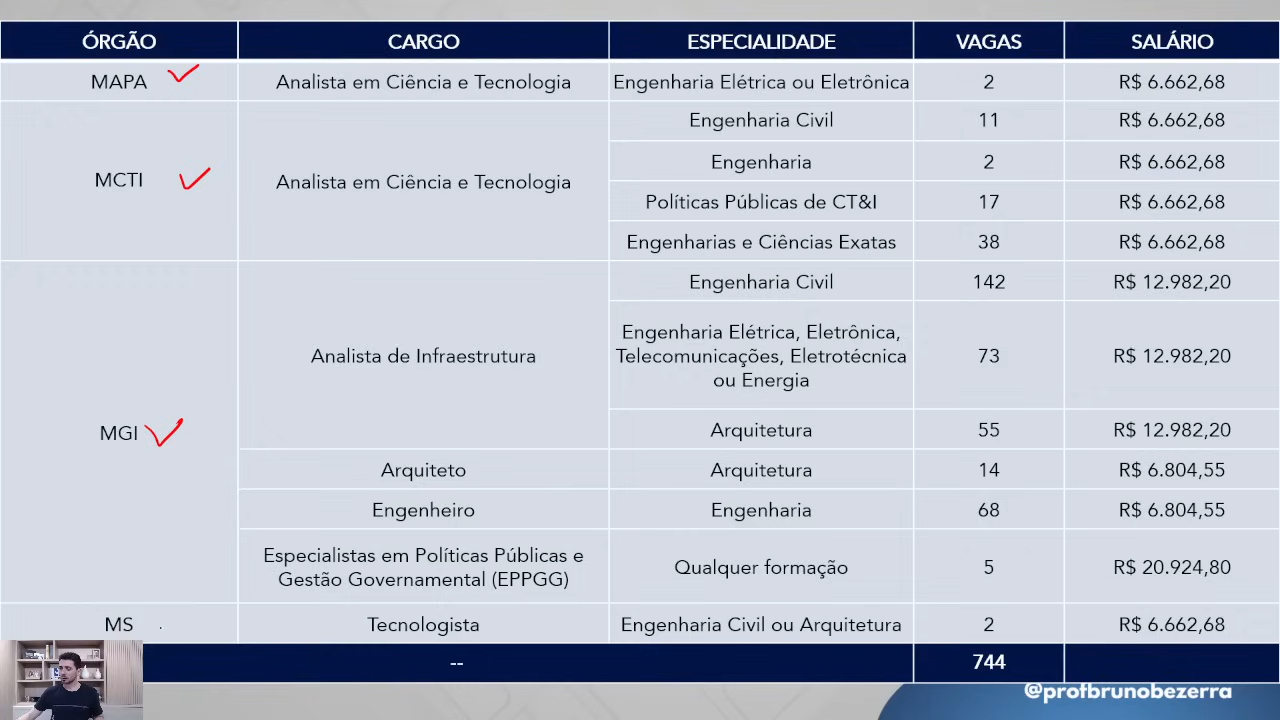 ÓRGÃO CARGO ESPECIALIDADE VAGAS SALÁRIO
MAPA Analista em Ciência e Tecnologia Engenharia Elétrica ou Eletrônica 2 R$ 6.662,68
MCTI Analista em Ciência e Tecnologia Engenharia Civil 11 R$ 6.662,68
Engenharia 2 R$ 6.662,68
Políticas Públicas de CT&I 17 R$ 6.662,68
Engenharias e Ciências Exatas 38 R$ 6.662,68
MGI Analista de Infraestrutura Engenharia Civil 142 R$ 12.982,20
Engenharia Elétrica, Eletrônica,
Telecomunicações, Eletrotécnica
ou Energia 73 R$ 12.982,20
Arquitetura 55 R$ 12.982,20
Arquiteto Arquitetura 14 R$ 6.804,55
Engenheiro Engenharia 68 R$ 6.804,55
Especialistas em Políticas Públicas e
Gestão Governamental (EPPGG) Qualquer formação 5 R$ 20.924,80
MS Tecnologista Engenharia Civil ou Arquitetura 2 R$ 6.662,68
-- 744
@profbrunobezerra